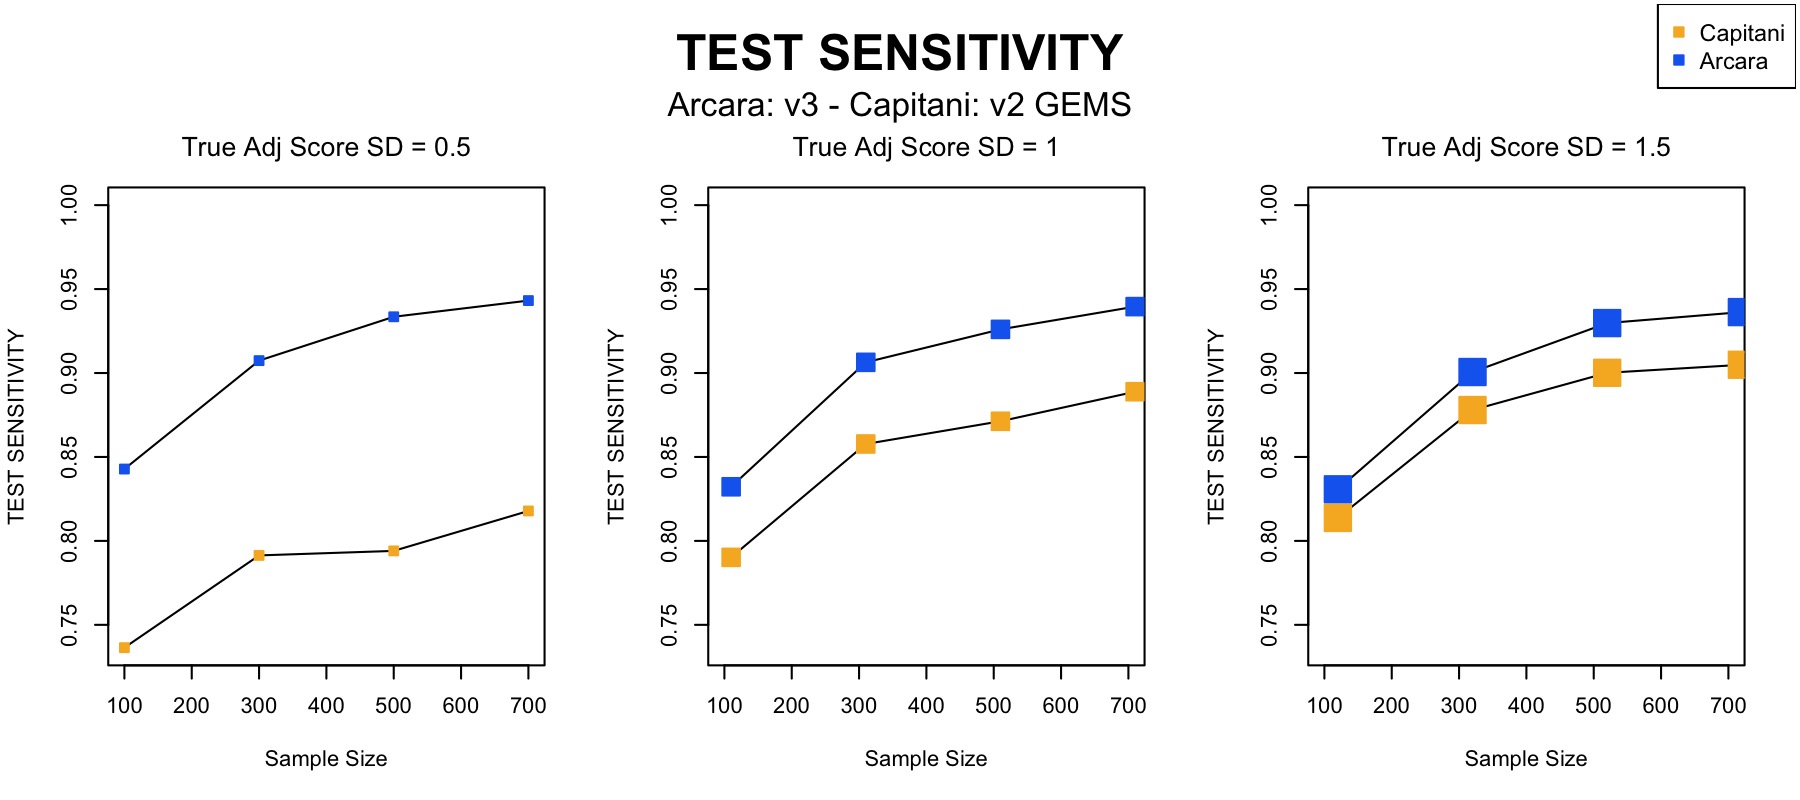 TEST SENSITIVITY
Arcara: v3 - Capitani: v2 GEMS
Capitani
Arcara
True Adj Score SD = 0.5
TEST SENSITIVITY
1.00
0.95
0.90
0.85
0.80
0.75
100 200 300 400 500 600 700
Sample Size
True Adj Score SD = 1
TEST SENSITIVITY
1.00
0.95
0.90
0.85
0.80
0.75
100 200 300 400 500 600 700
Sample Size
True Adj Score SD = 1.5
TEST SENSITIVITY
1.00
0.95
0.90
0.85
0.80
0.75
100 200 300 400 500 600 700
Sample Size